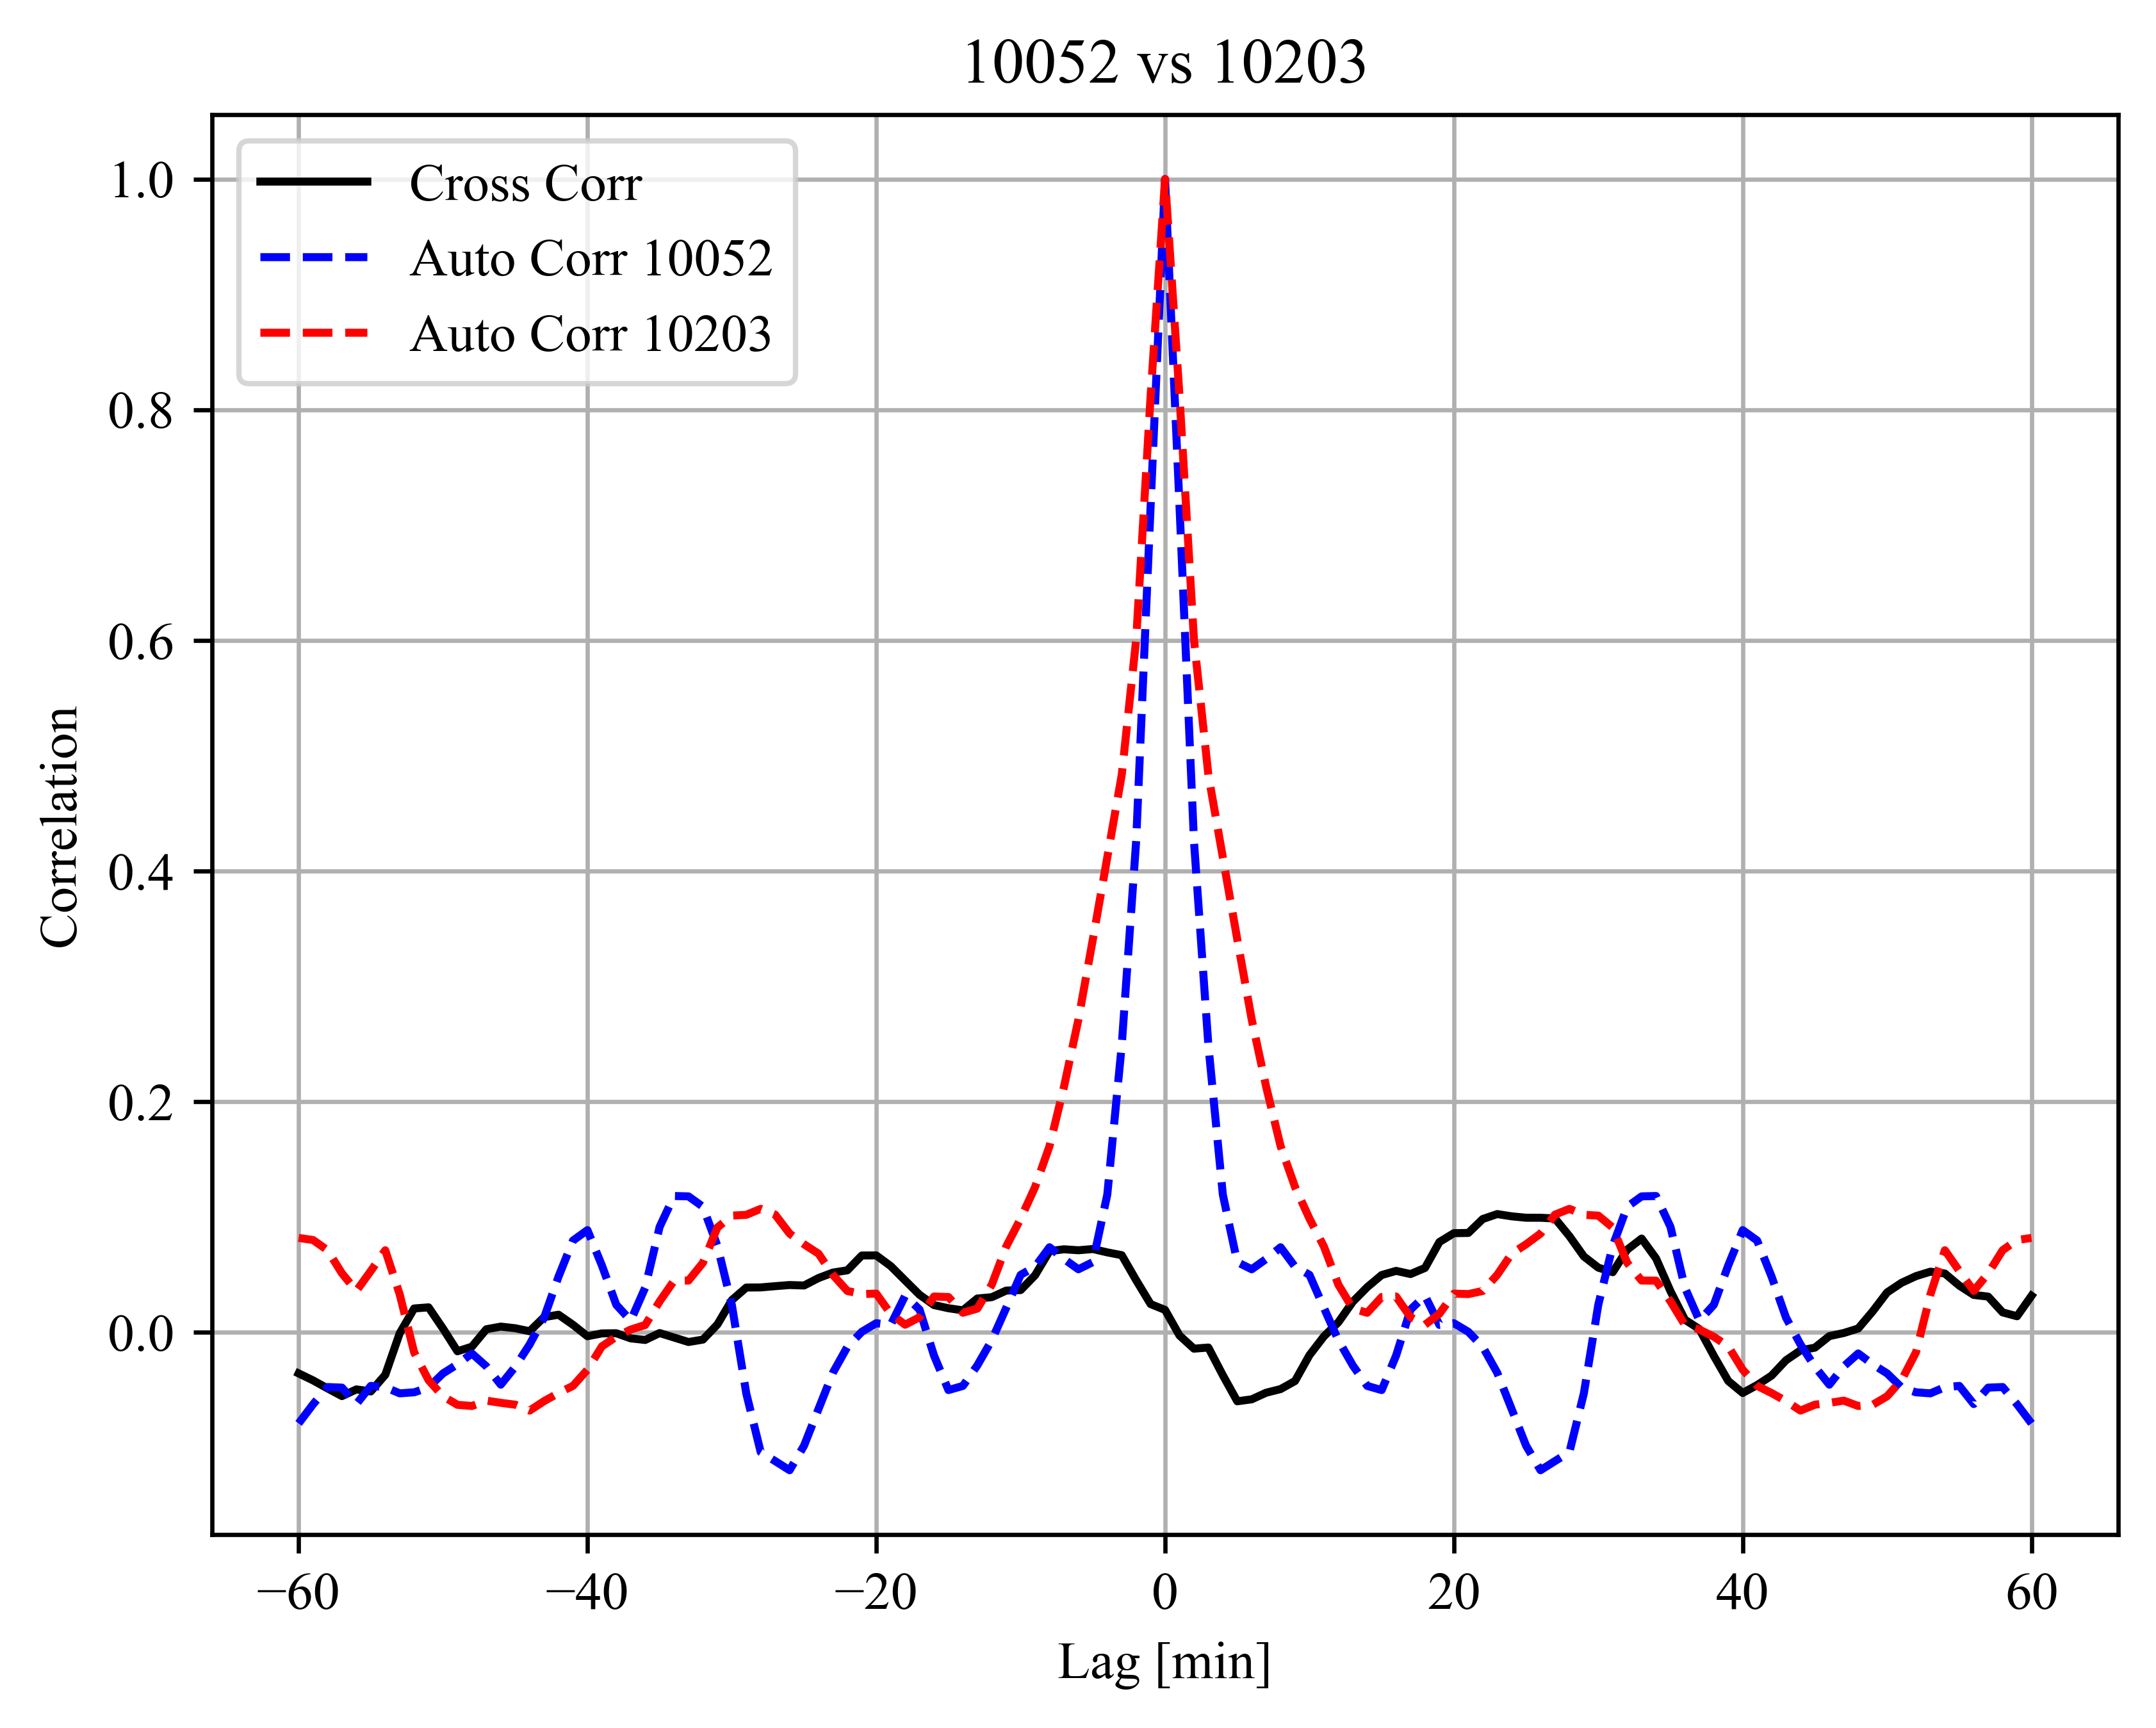 10052 vs 10203
Cross Corr
Auto Corr 10052
Auto Corr 10203
1.0
0.8
0.6
0.4
0.2
0.0
Correlation
−60 −40 −20 0 20 40 60
Lag [min]